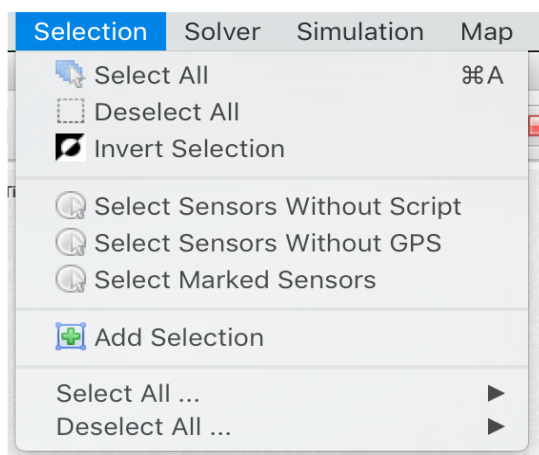 Selection Solver Simulation Map
Select All ⌘A
Deselect All
Invert Selection
Select Sensors Without Script
Select Sensors Without GPS
Select Marked Sensors
Add Selection
Select All ...
Deselect All ...